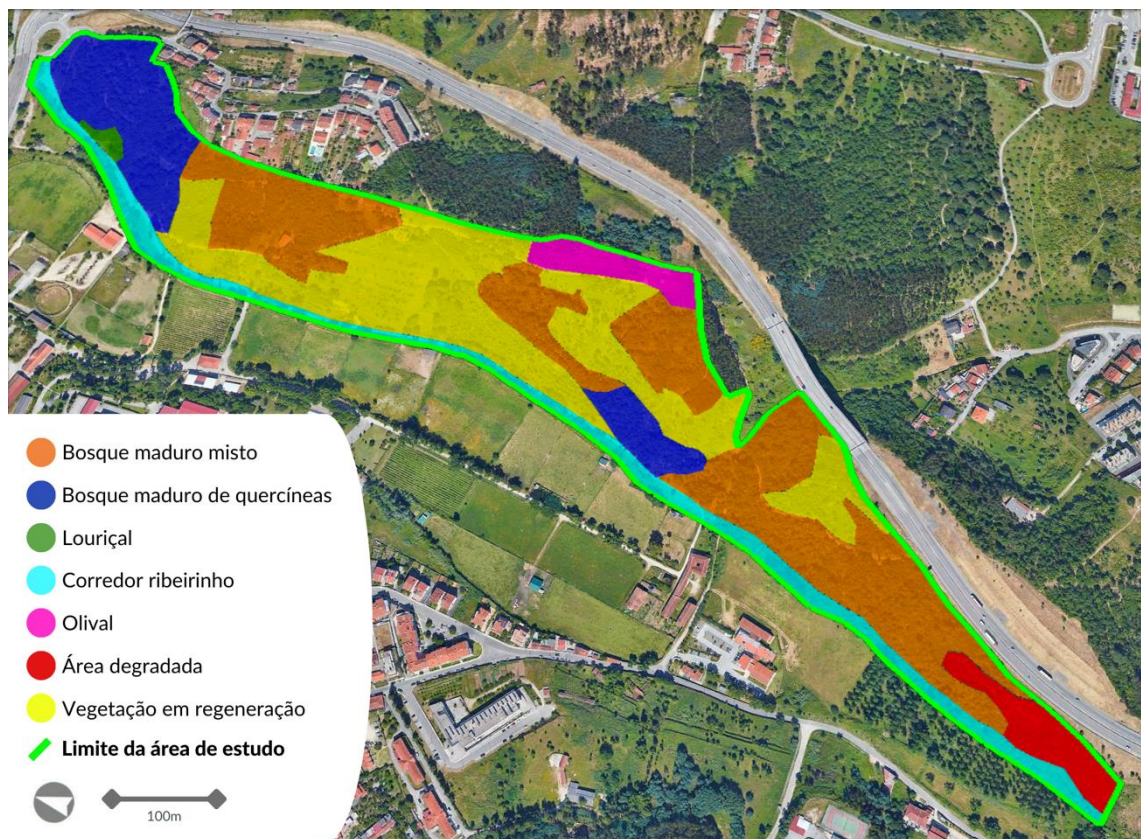 Bosque maduro misto
Bosque maduro de quercíneas
Louriçal
Corredor ribeirinho
Olival
Área degradada
Vegetação em regeneração
Limite da área de estudo
100m